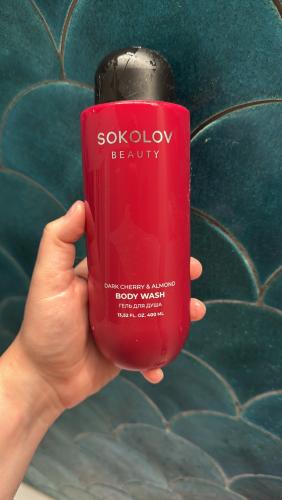 SOKOLOV
BEAUTY
DARK CHERRY & ALMOND
BODY WASH
ГЕЛЬ ДЛЯ ДУША
13,52 FL. OZ. 400 ML